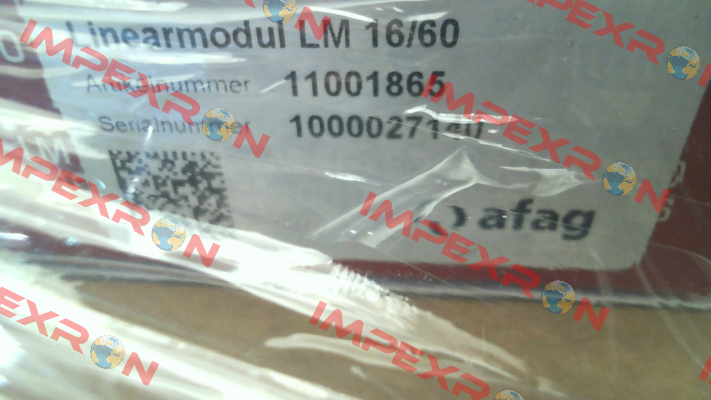 Linearmodul LM 16/60
Artikelnummer 11001865
Serialnummer 1000027140
afag
IMPEXRON
IMPEXRON
IMPEXRON
IMPEXRON
IMPEXRON
IMPEXRON
IMPEXRON